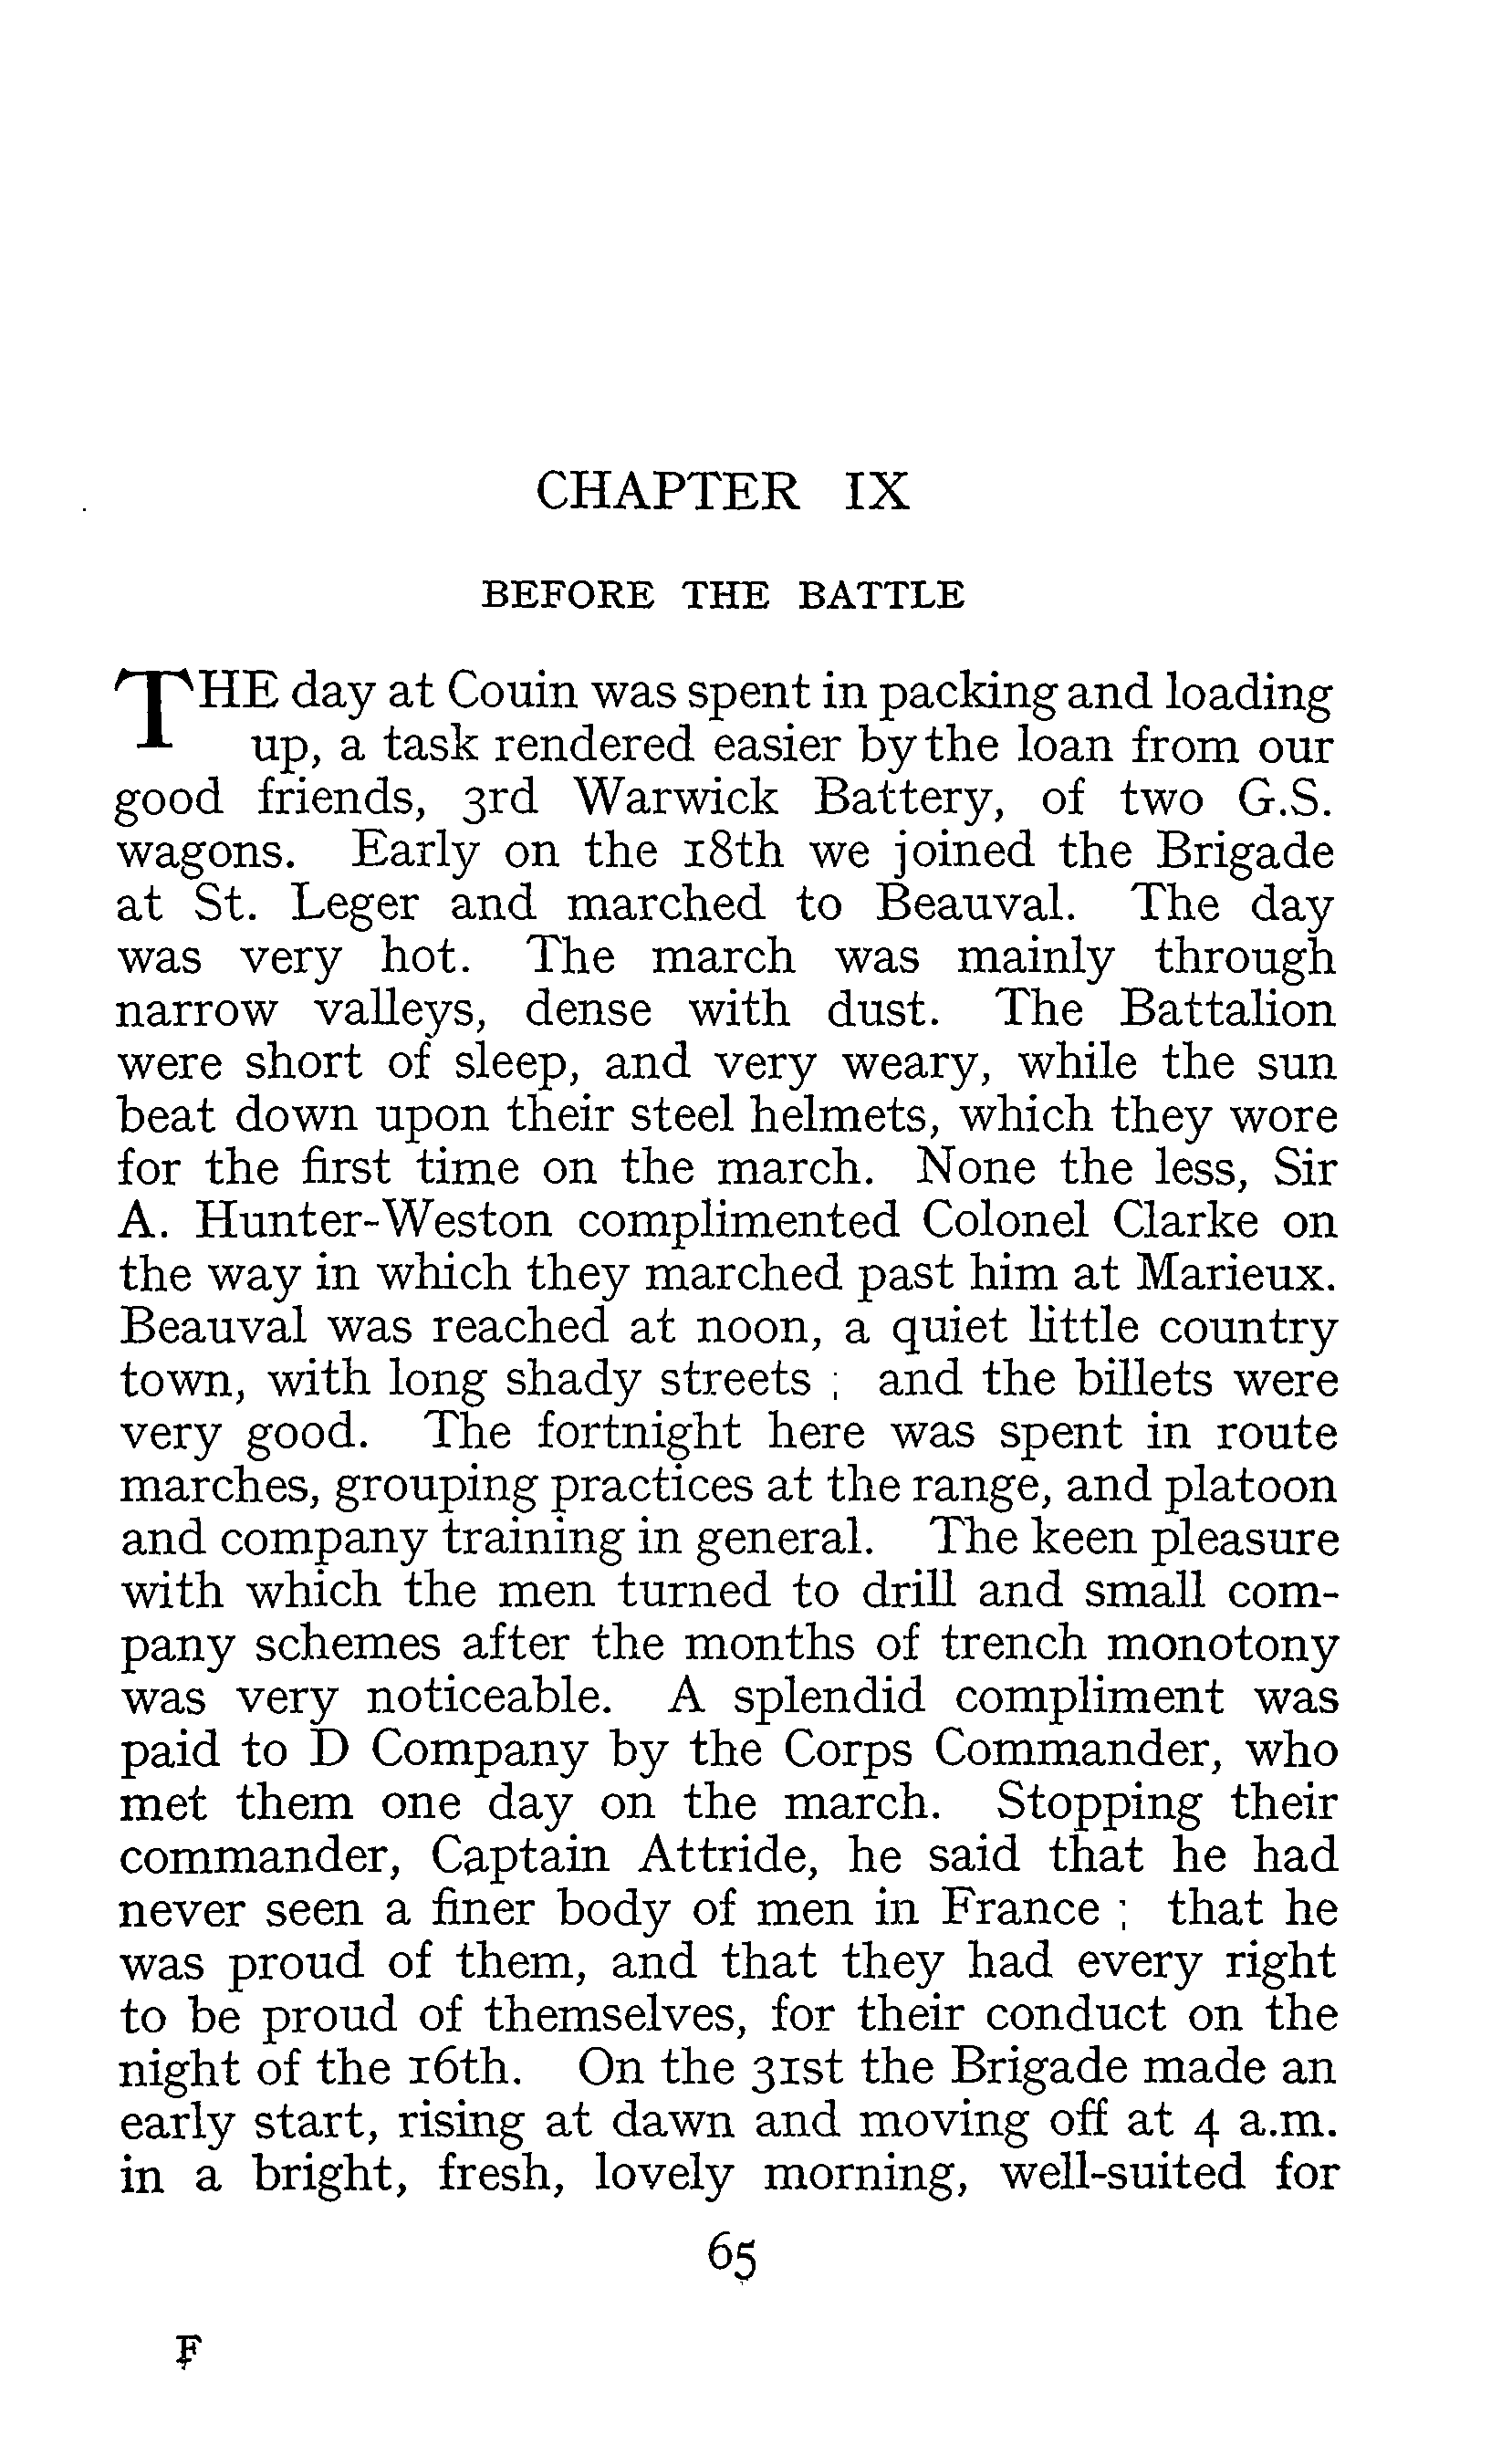 CHAPTER IX
BEFORE THE BATTLE
THE day at Couin was spent in packing and loading
up, a task rendered easier by the loan from our
good friends, 3rd Warwick Battery, of two G.S.
wagons. Early on the 18th we joined the Brigade
at St. Leger and marched to Beauval. The day
was very hot. The march was mainly through
narrow valleys, dense with dust. The Battalion
were short of sleep, and very weary, while the sun
beat down upon their steel helmets, which they wore
for the first time on the march. None the less, Sir
A. Hunter-Weston complimented Colonel Clarke on
the way in which they marched past him at Marieux.
Beauval was reached at noon, a quiet little country
town, with long shady streets ; and the billets were
very good. The fortnight here was spent in route
marches, grouping practices at the range, and platoon
and company training in general. The keen pleasure
with which the men turned to drill and small com-
pany schemes after the months of trench monotony
was very noticeable. A splendid compliment was
paid to D Company by the Corps Commander, who
met them one day on the march. Stopping their
commander, Captain Attride, he said that he had
never seen a finer body of men in France ; that he
was proud of them, and that they had every right
to be proud of themselves, for their conduct on the
night of the 16th. On the 31st the Brigade made an
early start, rising at dawn and moving off at 4 a.m.
in a bright, fresh, lovely morning, well-suited for
65
F